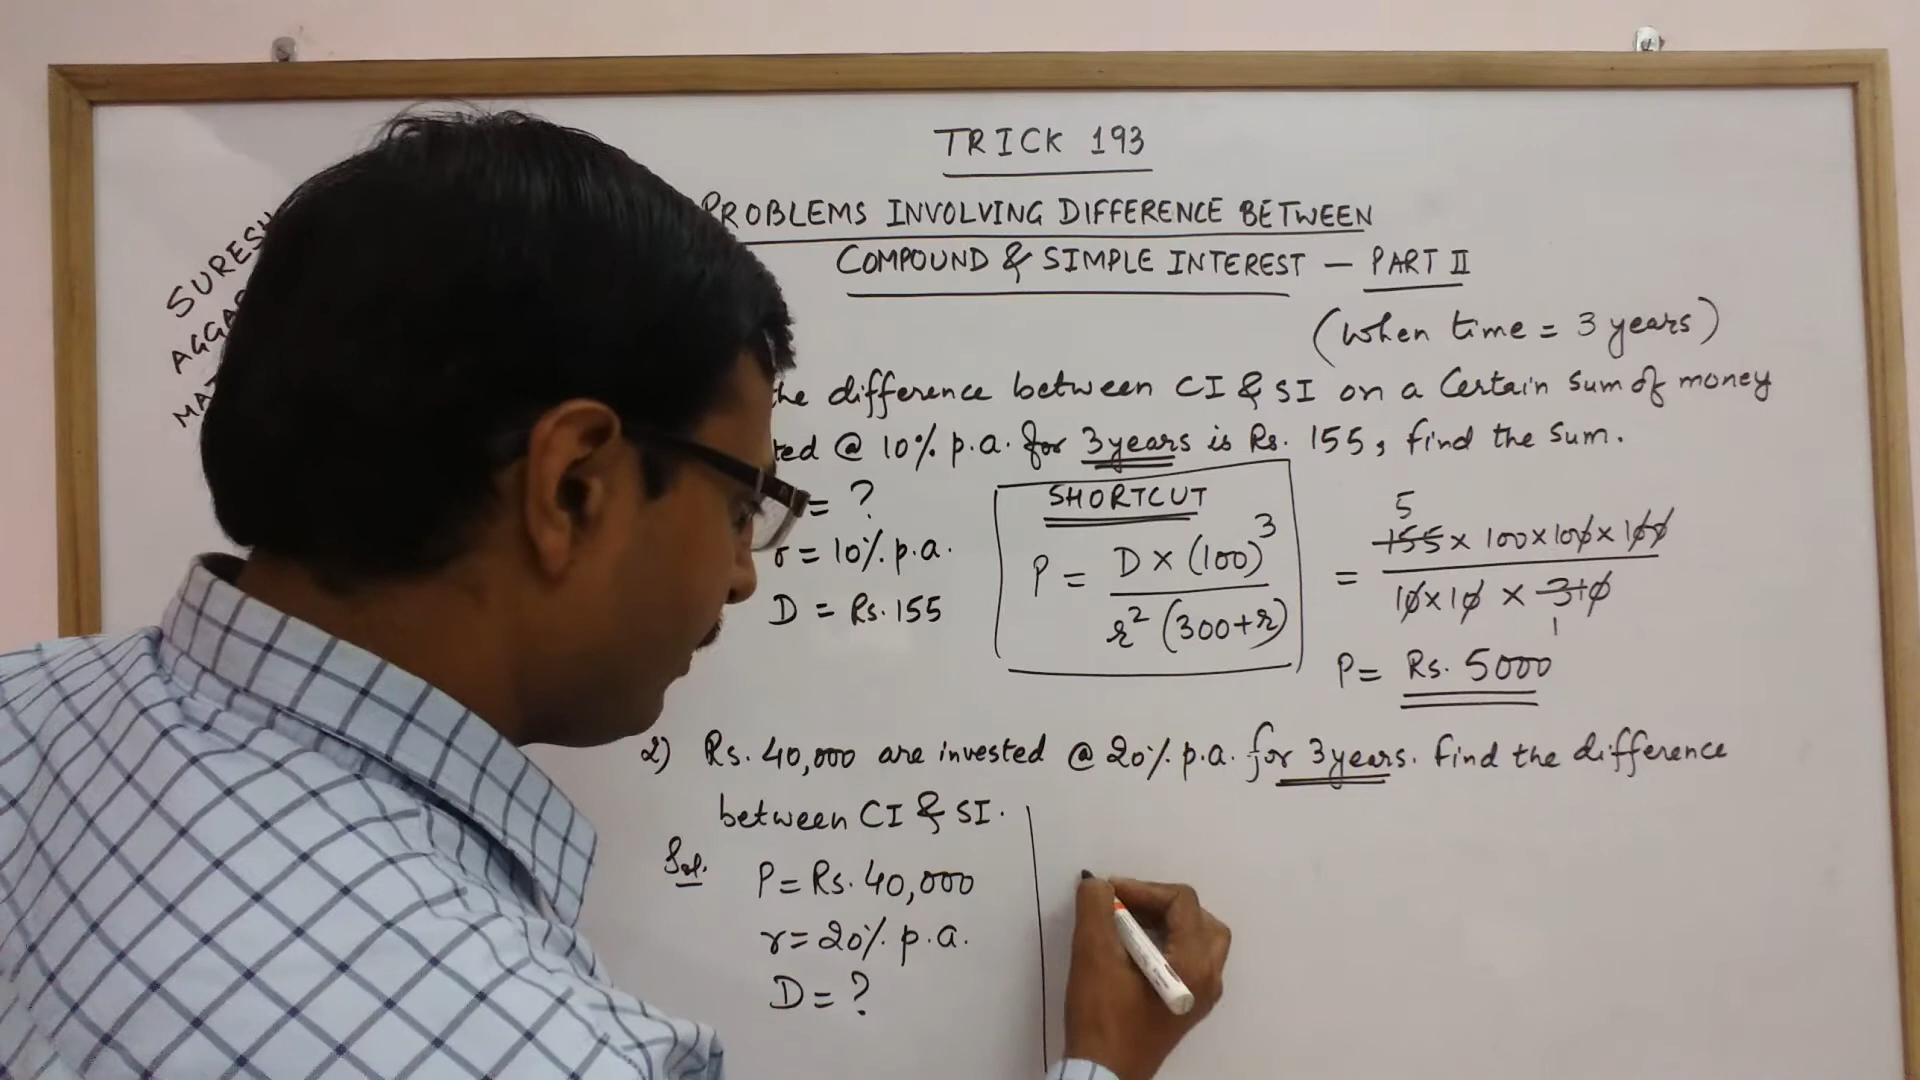 TRICK 193
PROBLEMS INVOLVING DIFFERENCE BETWEEN
COMPOUND & SIMPLE INTEREST — PART II
SURESH
(When time = 3 years)
the difference between CI & SI on a Certain Sum of money
@ 10% p.a. for 3 years is Rs. 155, find the Sum.
= ?
r = 10% p.a.
D = Rs. 155
SHORTCUT
P = D × (100)³ / r² (300+r)
5
= 155 × 100 × 100 × 100 / 10 × 10 × 310
1
P = Rs. 5000
2) Rs. 40,000 are invested @ 20% p.a. for 3 years. Find the difference
between CI & SI.
Sol.
P = Rs. 40,000
r = 20% p.a.
D = ?